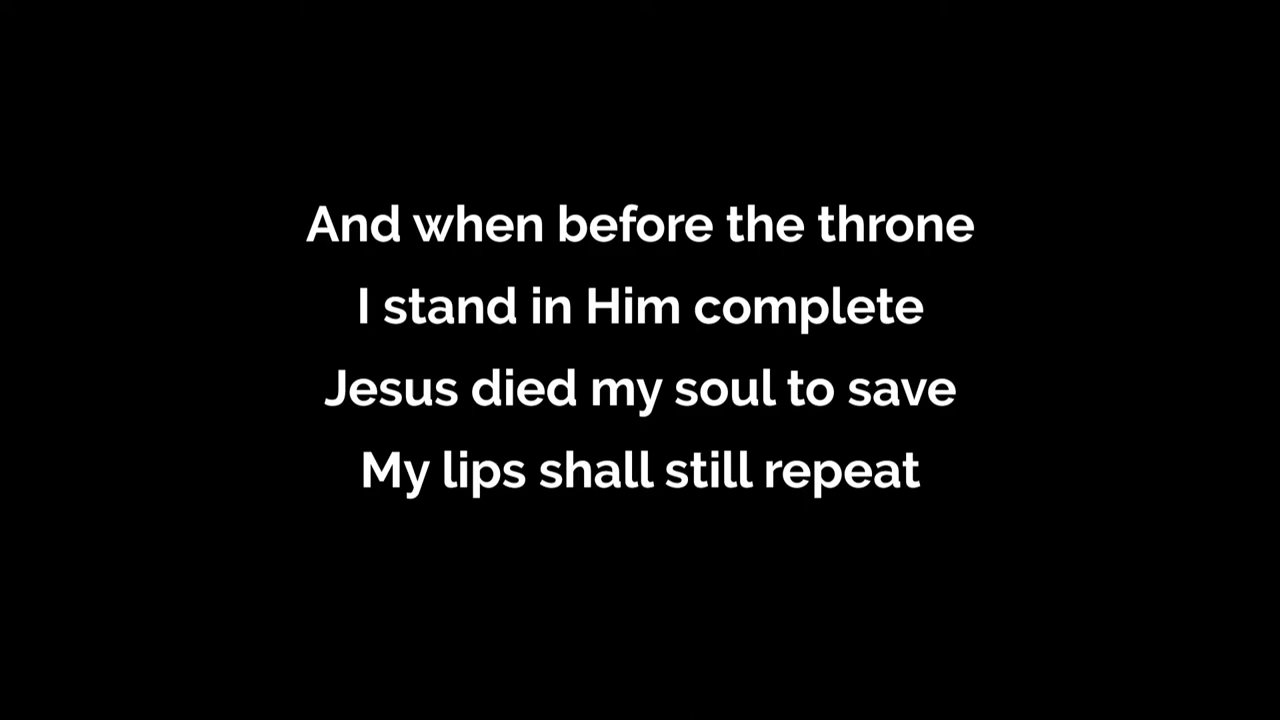 And when before the throne
I stand in Him complete
Jesus died my soul to save
My lips shall still repeat